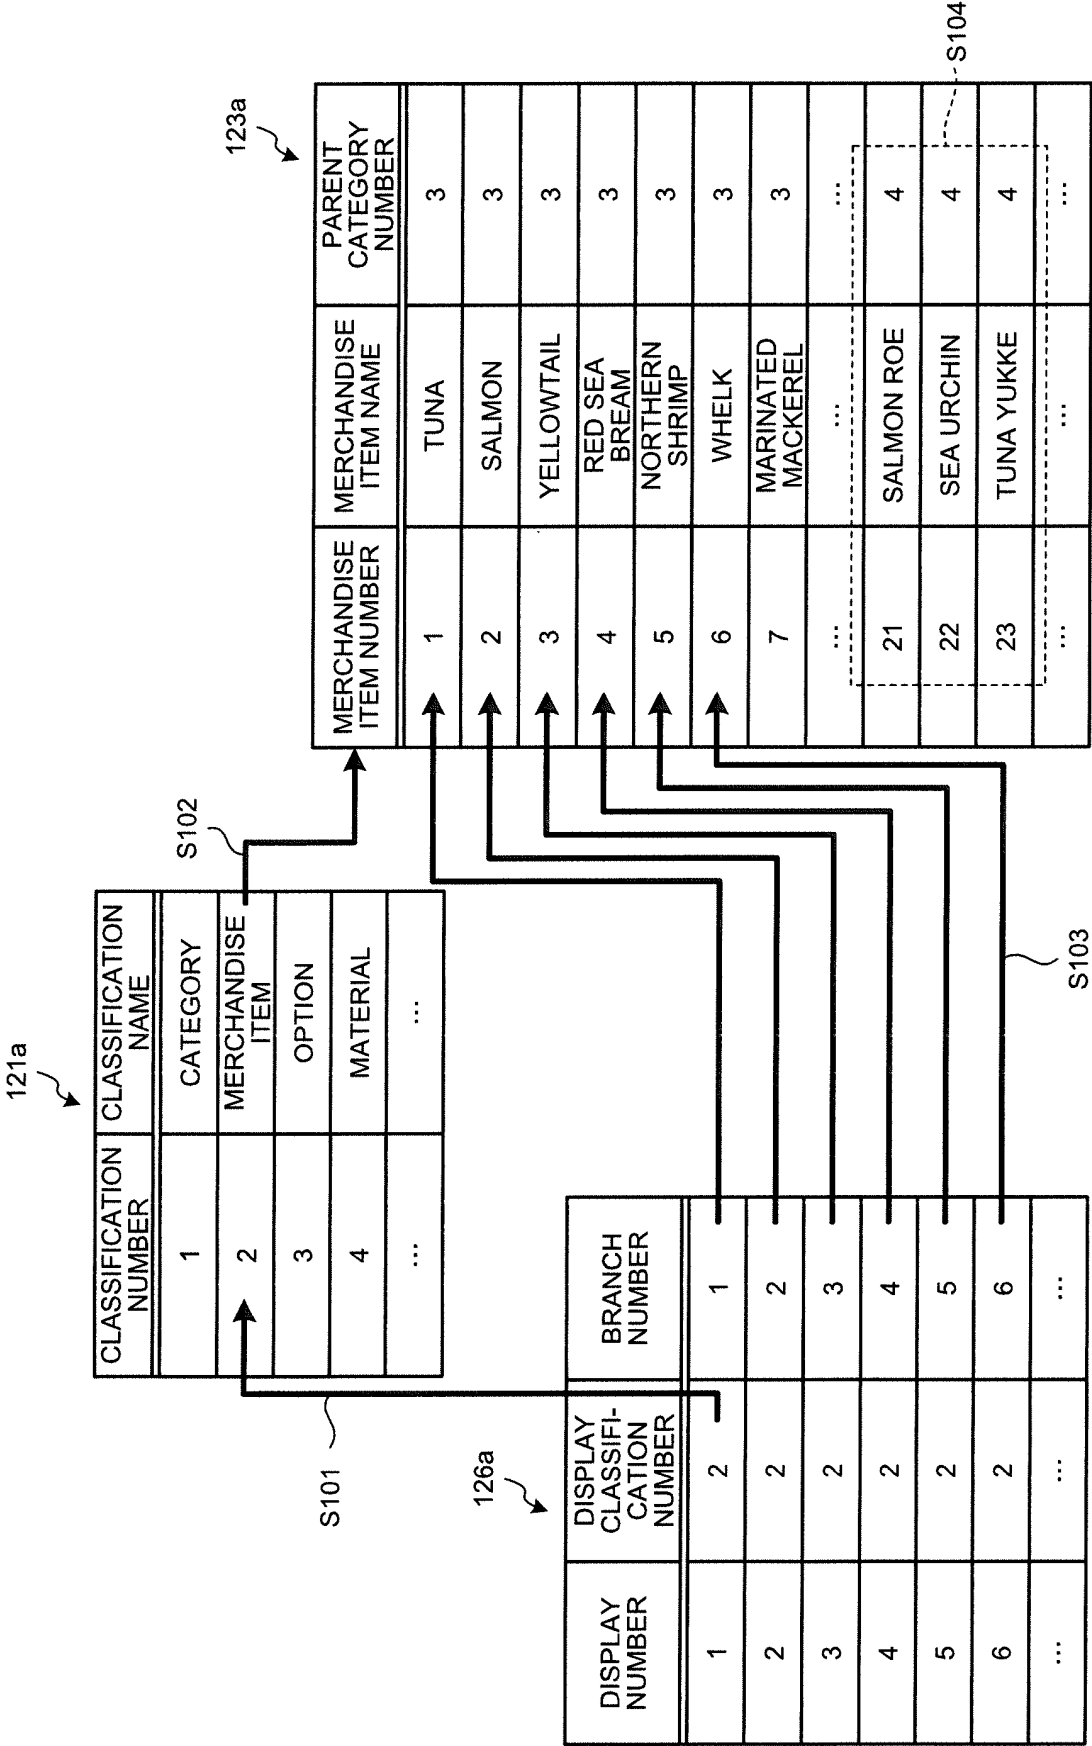 121a
CLASSIFICATION
NUMBER
CLASSIFICATION
NAME
1
CATEGORY
2
MERCHANDISE
ITEM
3
OPTION
4
MATERIAL
...
...
S101
S102
126a
DISPLAY
NUMBER
DISPLAY
CLASSIFI-
CATION
NUMBER
BRANCH
NUMBER
1
2
1
2
2
2
3
2
3
4
2
4
5
2
5
6
2
6
...
...
...
S103
123a
MERCHANDISE
ITEM NUMBER
MERCHANDISE
ITEM NAME
PARENT
CATEGORY
NUMBER
1
TUNA
3
2
SALMON
3
3
YELLOWTAIL
3
4
RED SEA
BREAM
3
5
NORTHERN
SHRIMP
3
6
WHELK
3
7
MARINATED
MACKEREL
3
...
...
...
21
SALMON ROE
4
22
SEA URCHIN
4
23
TUNA YUKKE
4
...
...
...
S104